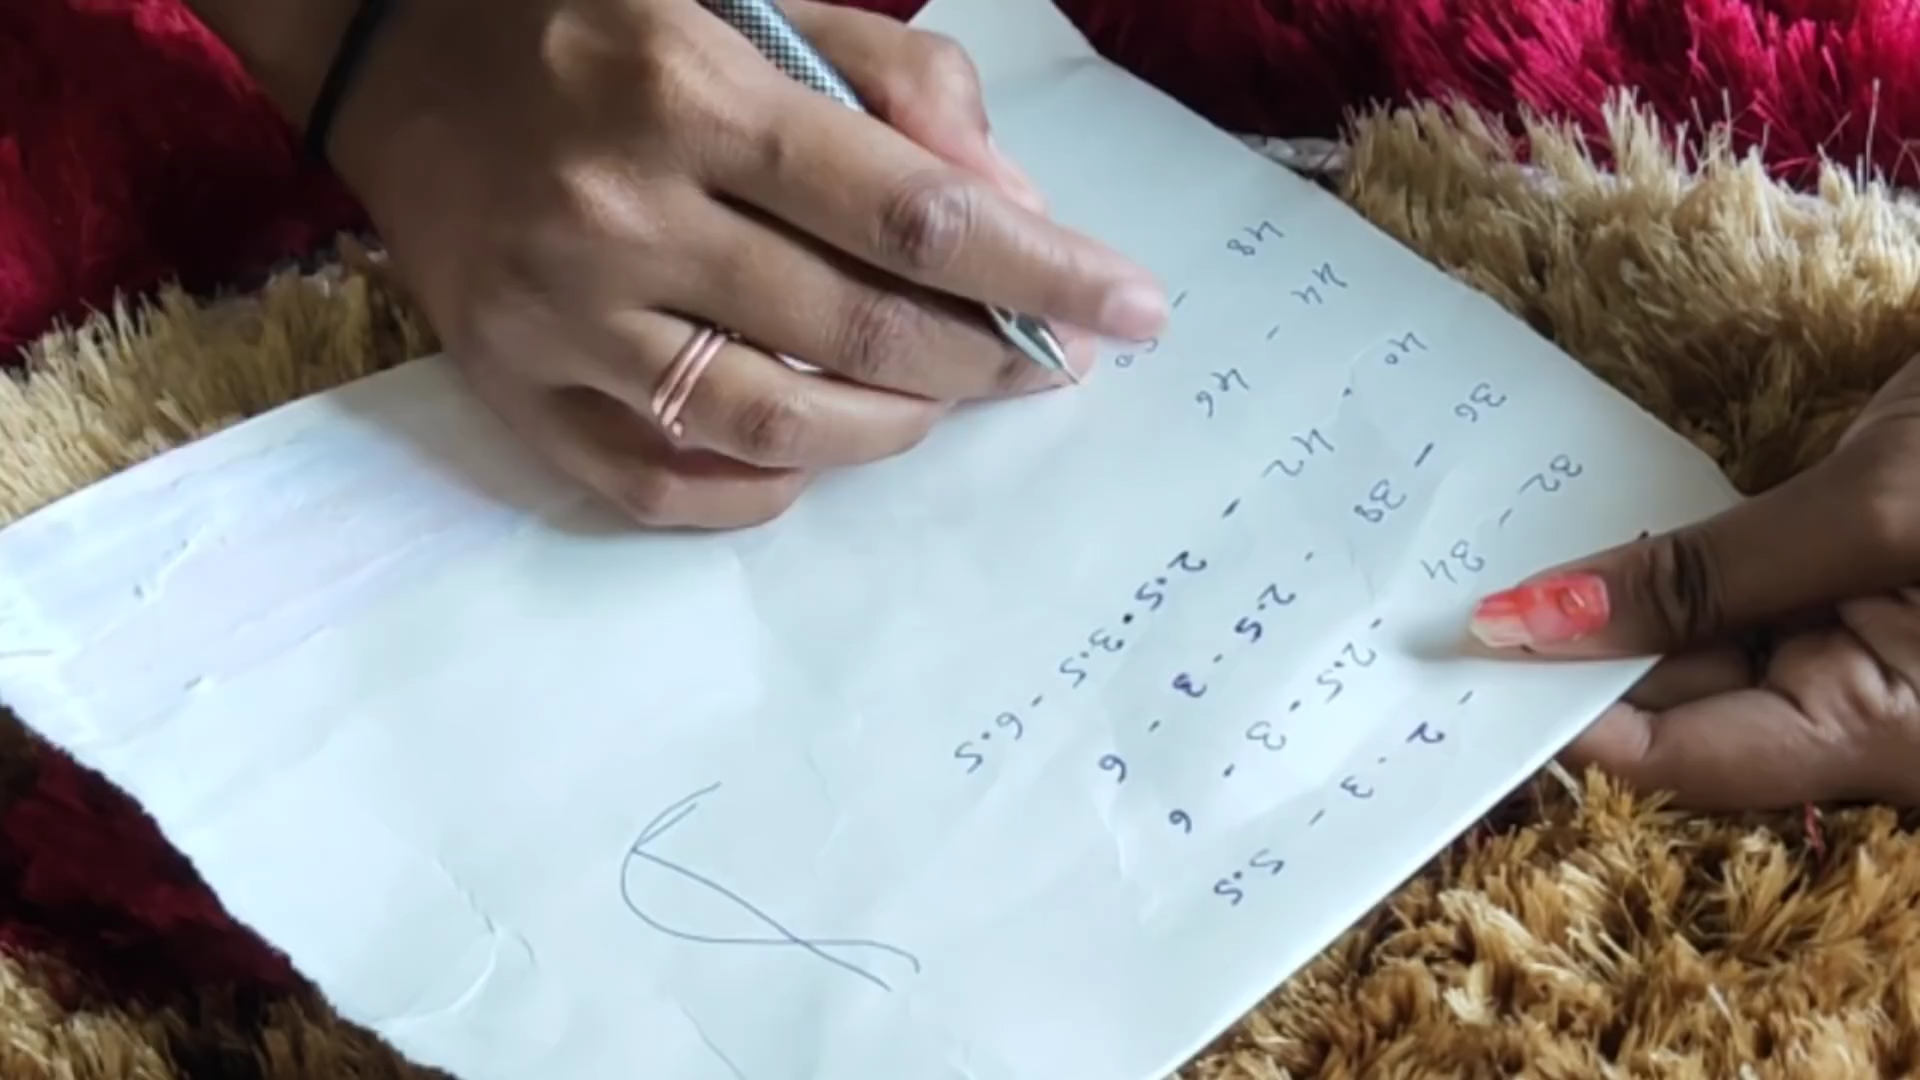 - 2 . 3 - 5.5
32 - 34 - 2.5 . 3 - 6
36 - 38 - 2.5 - 3 - 6
40 - 42 - 2.5 . 3.5 - 6.5
44 - 46
48 - 50